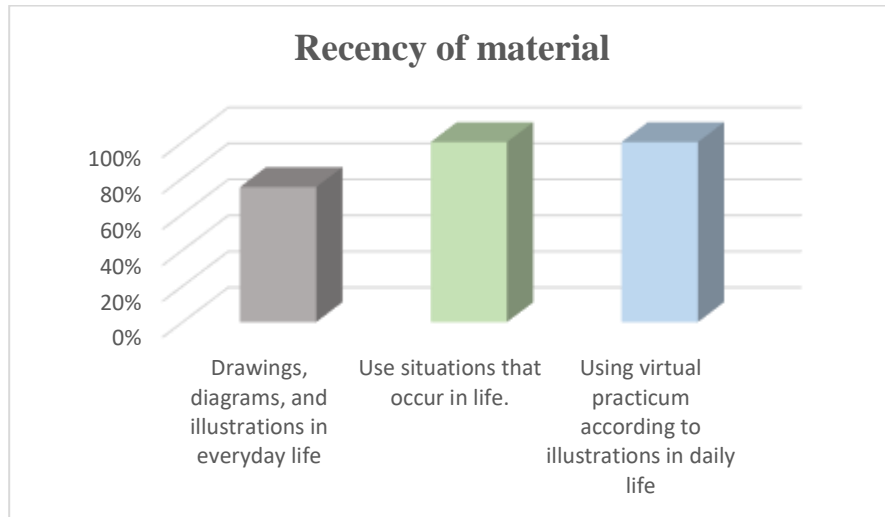 Recency of material
100%
80%
60%
40%
20%
0%
Drawings,
diagrams, and
illustrations in
everyday life
Use situations that
occur in life.
Using virtual
practicum
according to
illustrations in daily
life